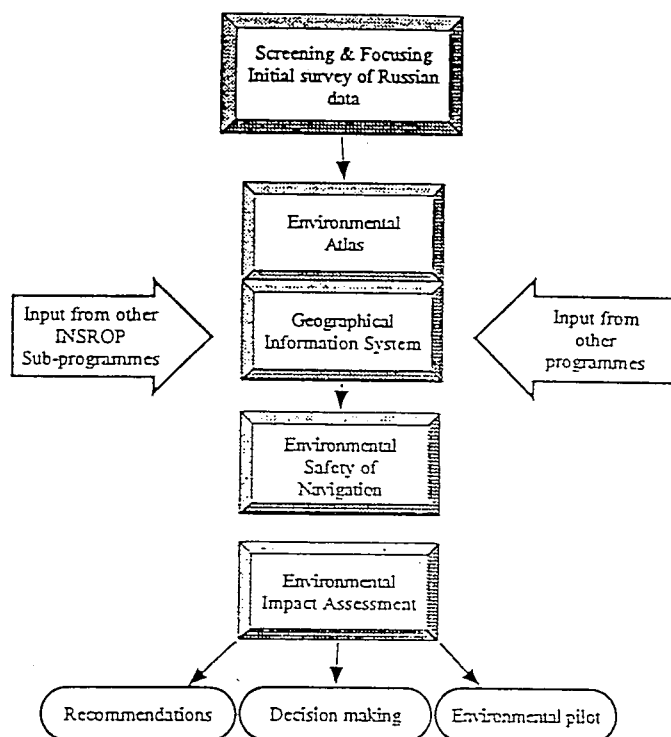 Screening & Focusing
Initial survey of Russian
data
Environmental
Atlas
Input from other
INSROP
Sub-programmes
Geographical
Information System
Input from
other
programmes
Environmental
Safety of
Navigation
Environmental
Impact Assessment
Recommendations
Decision making
Environmental pilot